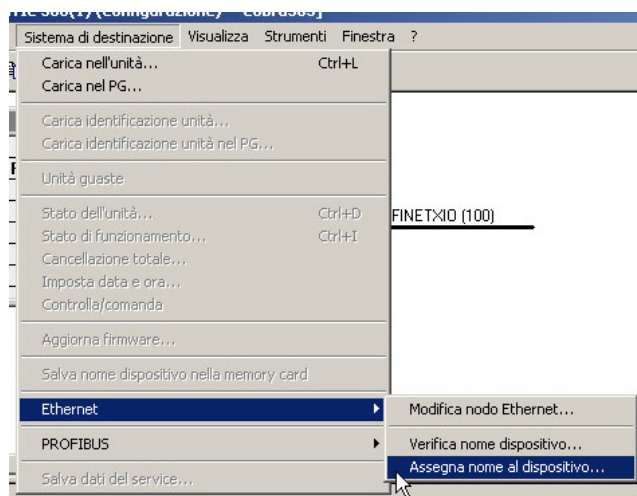 Sistema di destinazione Visualizza Strumenti Finestra ?
Carica nell'unità... Ctrl+L
Carica nel PG...
Carica identificazione unità...
Carica identificazione unità nel PG...
Unità guaste
Stato dell'unità... Ctrl+D
FINETXIO (100)
Stato di funzionamento... Ctrl+I
Cancellazione totale...
Imposta data e ora...
Controlla/comanda
Aggiorna firmware...
Salva nome dispositivo nella memory card
Ethernet
Modifica nodo Ethernet...
PROFIBUS
Verifica nome dispositivo...
Assegna nome al dispositivo...
Salva dati del service...